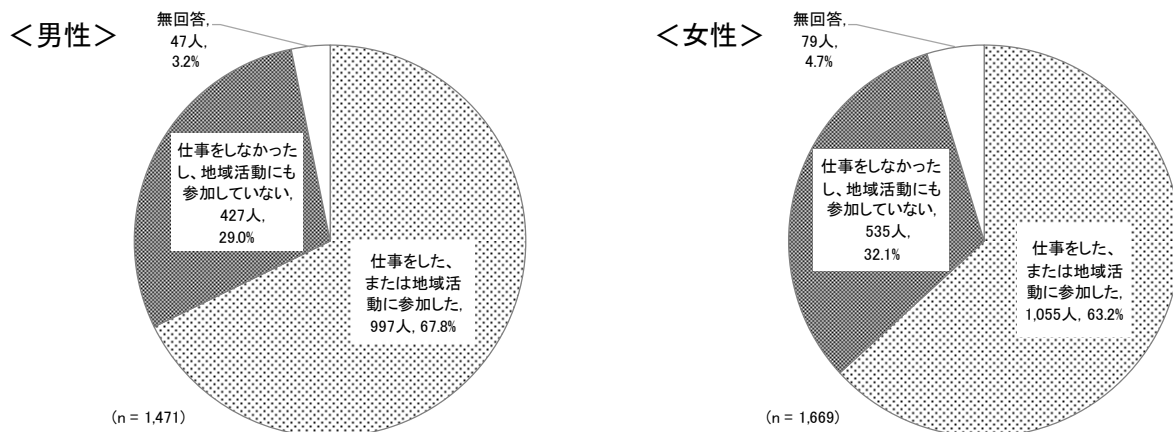 <男性>
無回答,
47人,
3.2%
仕事をしなかった
し、地域活動にも
参加していない,
427人,
29.0%
仕事をした、
または地域活
動に参加した,
997人, 67.8%
(n = 1,471)
<女性>
無回答,
79人,
4.7%
仕事をしなかった
し、地域活動にも
参加していない,
535人,
32.1%
仕事をした、
または地域活
動に参加した,
1,055人, 63.2%
(n = 1,669)